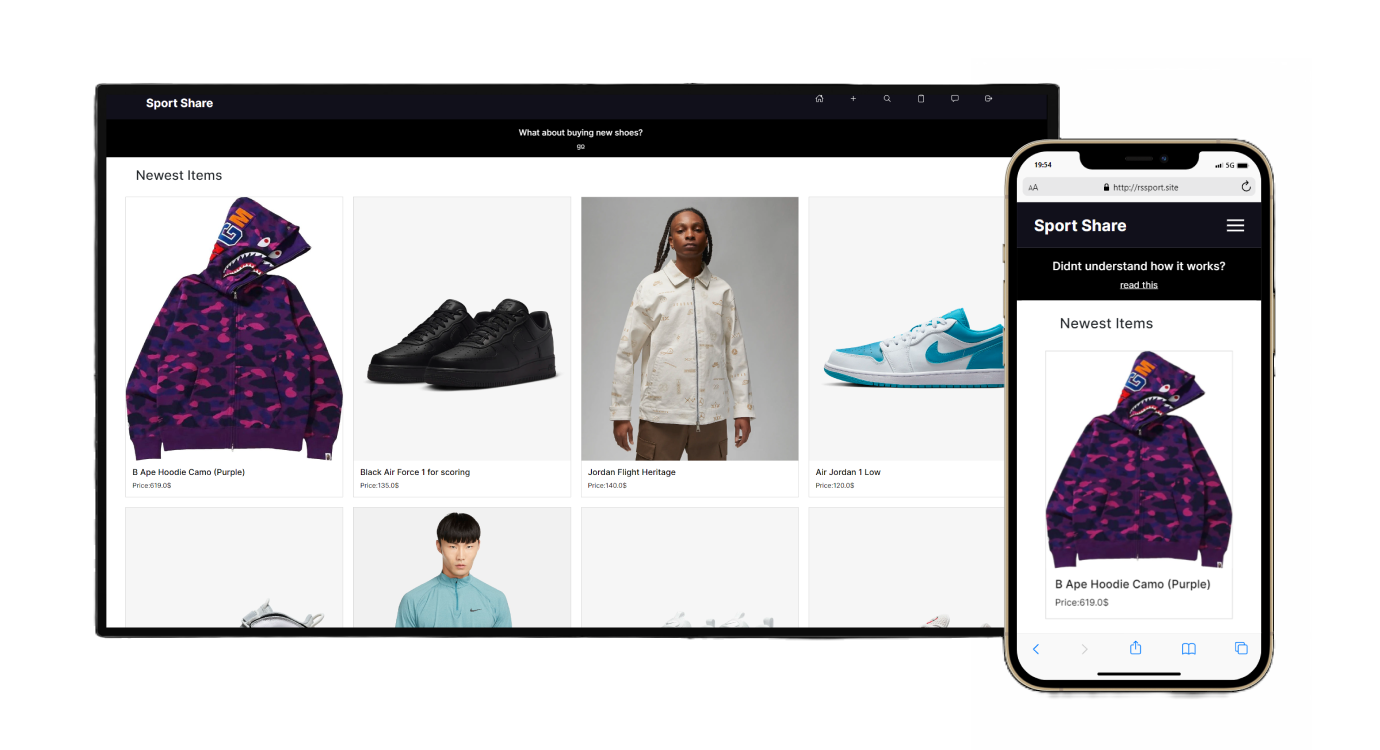 Sport Share
What about buying new shoes?
go
Newest Items
B Ape Hoodie Camo (Purple)
Price:619.0$
Black Air Force 1 for scoring
Price:135.0$
Jordan Flight Heritage
Price:140.0$
Air Jordan 1 Low
Price:120.0$
19:54
5G
AA
http://rssport.site
Sport Share
Didnt understand how it works?
read this
Newest Items
GM
B Ape Hoodie Camo (Purple)
Price:619.0$